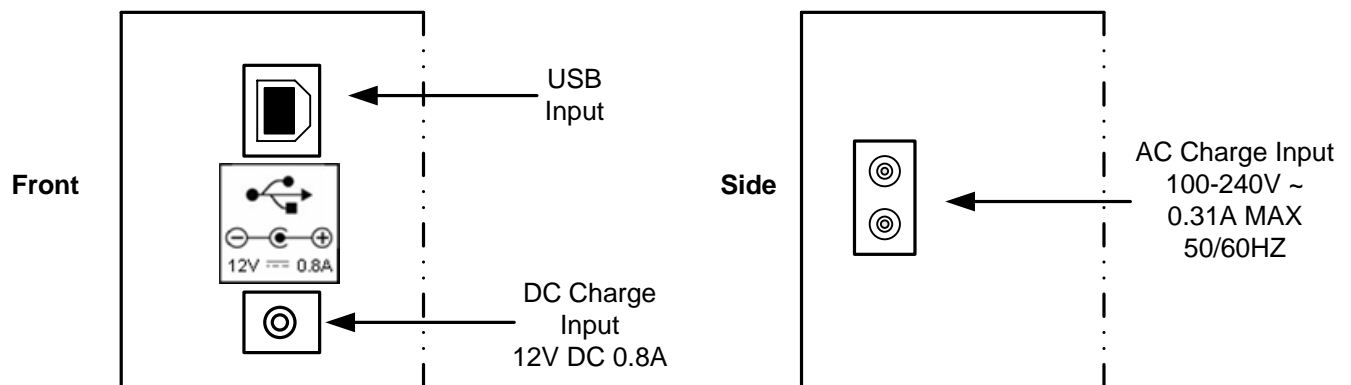 Front
USB
Input
12V ⎓ 0.8A
DC Charge
Input
12V DC 0.8A
Side
AC Charge Input
100-240V ~
0.31A MAX
50/60HZ